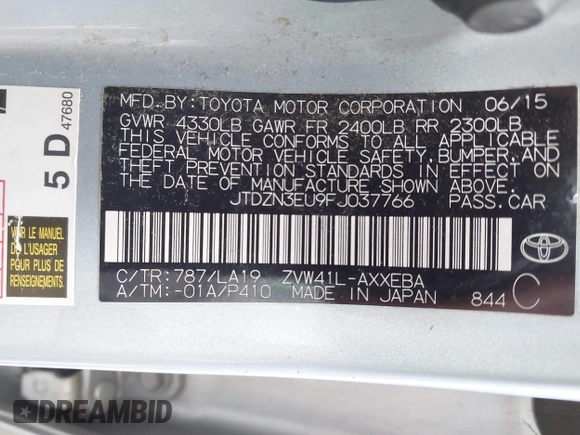 MFD. BY: TOYOTA MOTOR CORPORATION 06/15
GVWR 4330LB GAWR FR 2400LB RR 2300LB
THIS VEHICLE CONFORMS TO ALL APPLICABLE
FEDERAL MOTOR VEHICLE SAFETY, BUMPER, AND
THEFT PREVENTION STANDARDS IN EFFECT ON
THE DATE OF MANUFACTURE SHOWN ABOVE.
JTDZN3EU9FJ037766 PASS.CAR
C/TR: 787/LA19 ZVW41L-AXXEBA
A/TM: -01A/P410 MADE IN JAPAN 844 C
TOYOTA
5 D 47680
VOIR MANUEL
DE L'USAGER
POUR PLUS DE
RENSEIGNEMENTS.
DREAMBID
DREAMBID